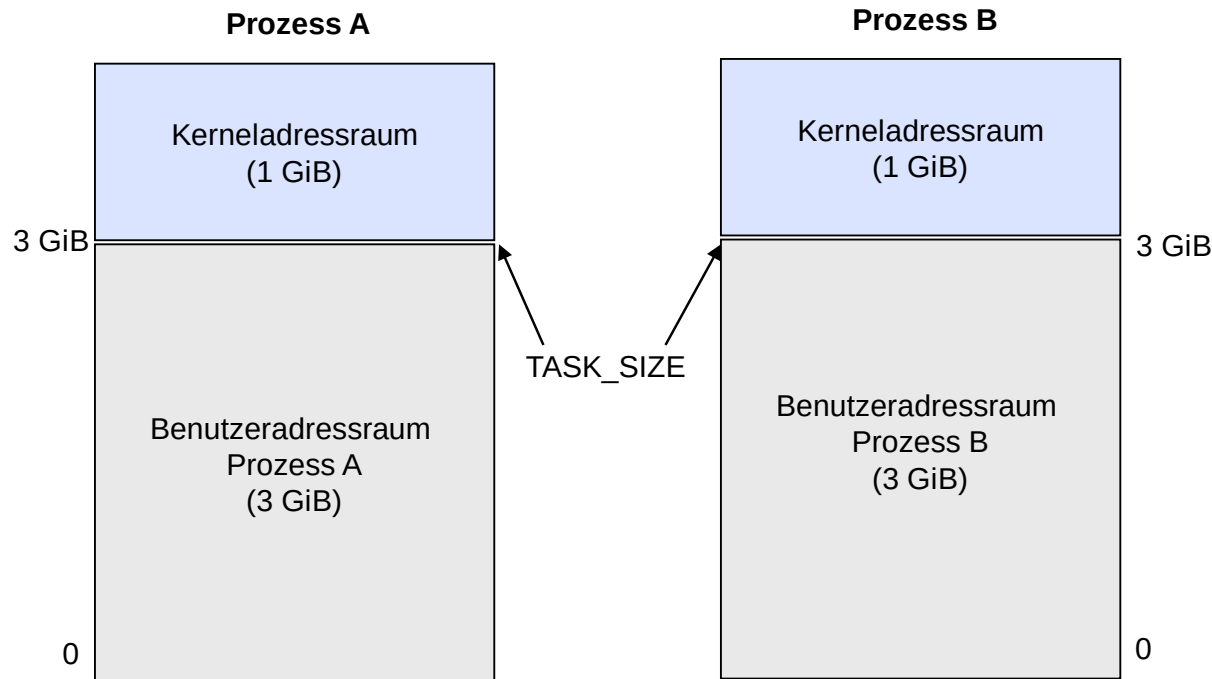 Prozess A
Prozess B
Kerneladressraum
(1 GiB)
Kerneladressraum
(1 GiB)
3 GiB
3 GiB
TASK_SIZE
Benutzeradressraum
Prozess A
(3 GiB)
Benutzeradressraum
Prozess B
(3 GiB)
0
0